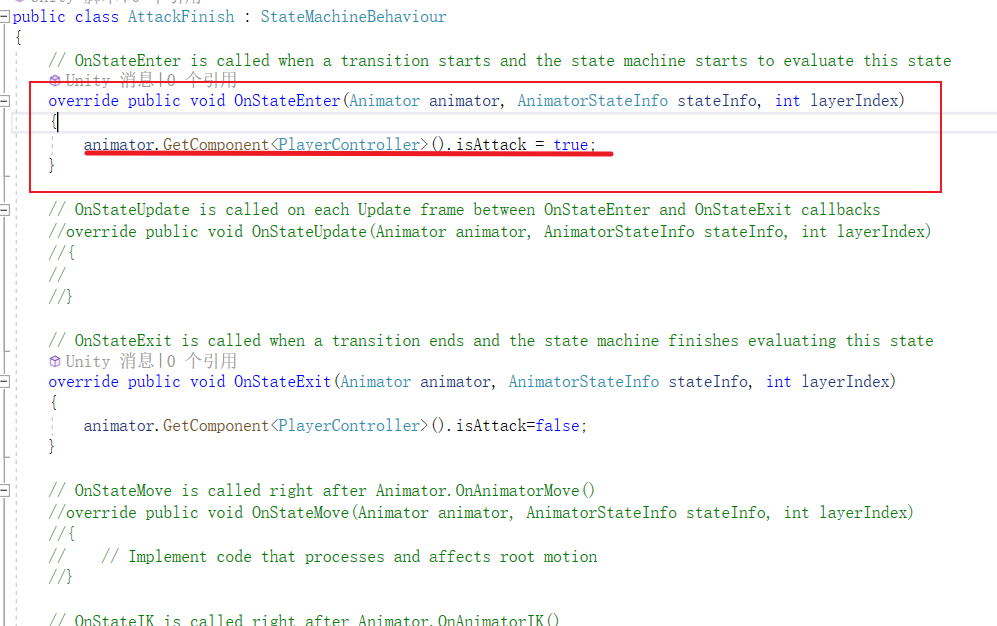 public class AttackFinish : StateMachineBehaviour
{
// OnStateEnter is called when a transition starts and the state machine starts to evaluate this state
Unity 消息|0 个引用
override public void OnStateEnter(Animator animator, AnimatorStateInfo stateInfo, int layerIndex)
{
animator.GetComponent<PlayerController>().isAttack = true;
}
// OnStateUpdate is called on each Update frame between OnStateEnter and OnStateExit callbacks
//override public void OnStateUpdate(Animator animator, AnimatorStateInfo stateInfo, int layerIndex)
//{
//
//}
// OnStateExit is called when a transition ends and the state machine finishes evaluating this state
Unity 消息|0 个引用
override public void OnStateExit(Animator animator, AnimatorStateInfo stateInfo, int layerIndex)
{
animator.GetComponent<PlayerController>().isAttack=false;
}
// OnStateMove is called right after Animator.OnAnimatorMove()
//override public void OnStateMove(Animator animator, AnimatorStateInfo stateInfo, int layerIndex)
//{
//    // Implement code that processes and affects root motion
//}
// OnStateIK is called right after Animator.OnAnimatorIK()